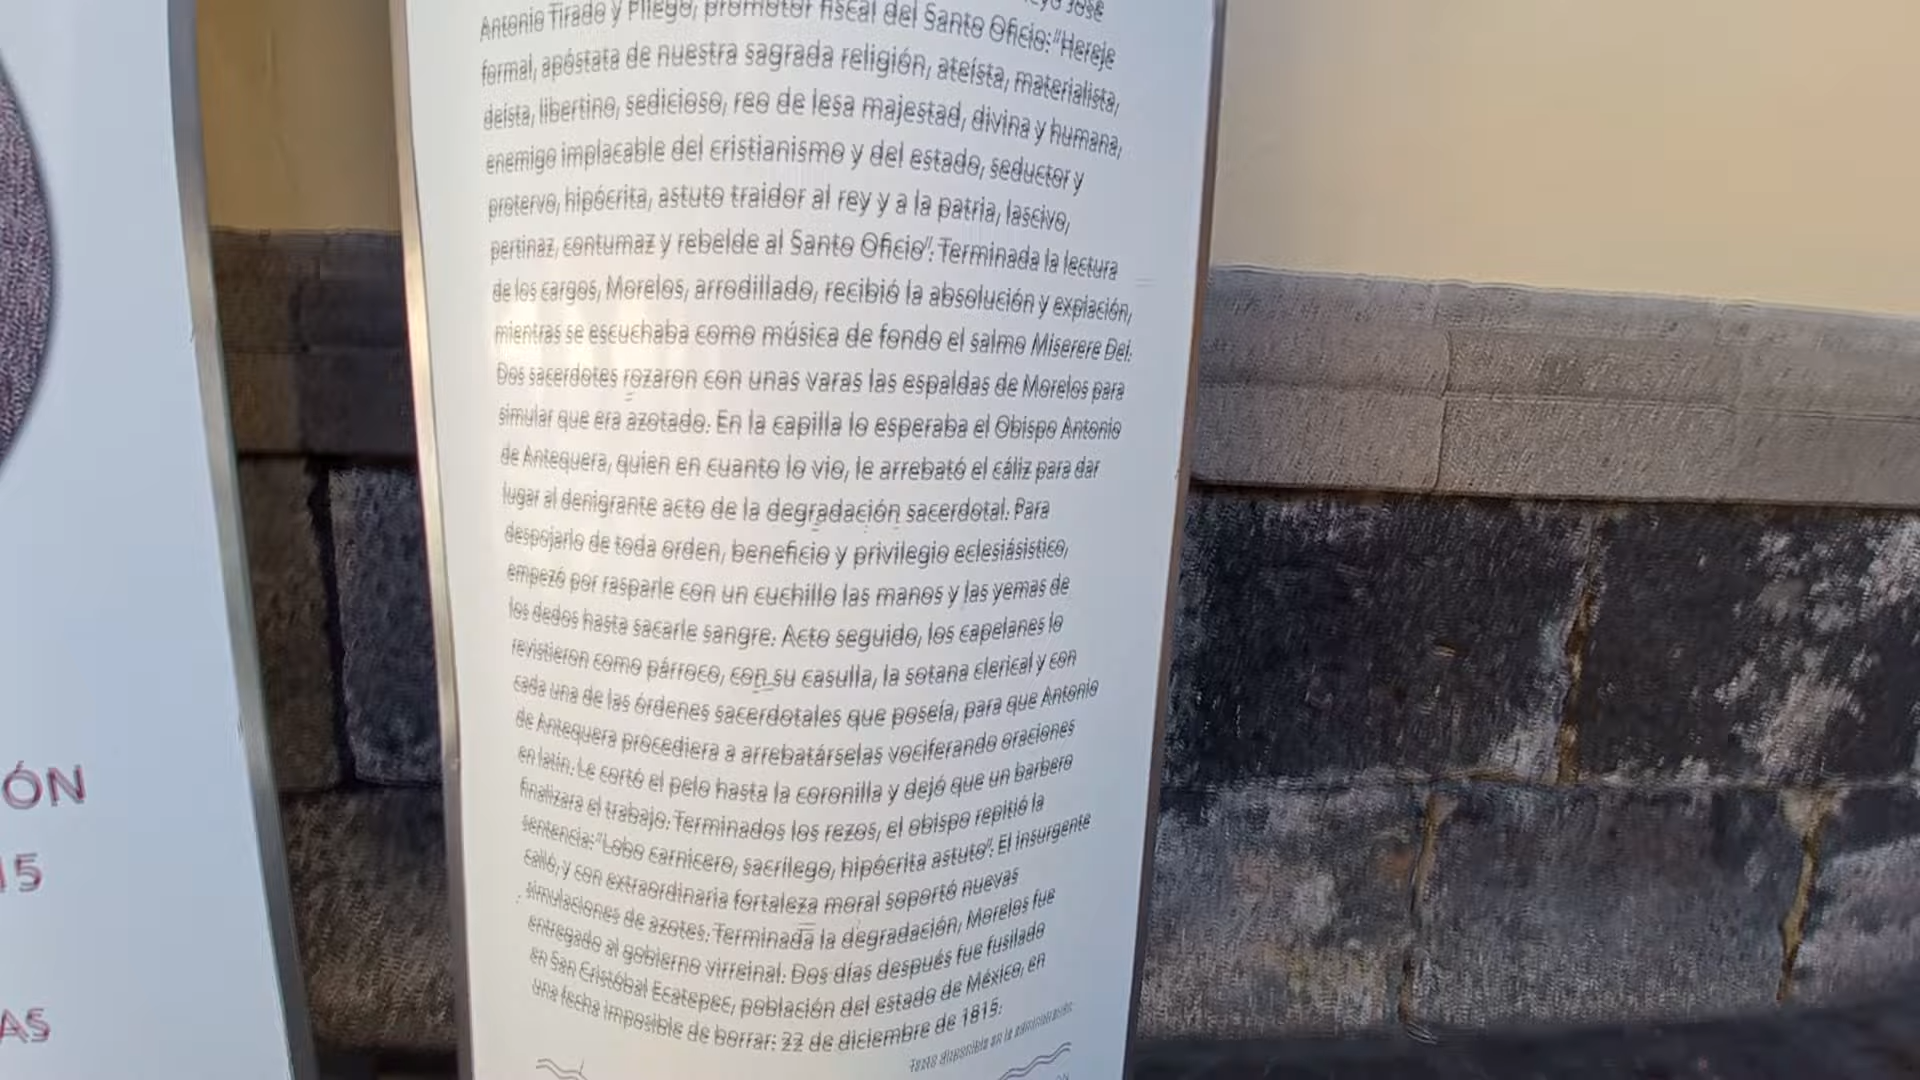 José
Antonio Tirado y Pliego, promotor fiscal del Santo Oficio: "Hereje
formal, apóstata de nuestra sagrada religión, ateísta, materialista,
deísta, libertino, sedicioso, reo de lesa majestad, divina y humana,
enemigo implacable del cristianismo y del estado, seductor y
protervo, hipócrita, astuto traidor al rey y a la patria, lascivo,
pertinaz, contumaz y rebelde al Santo Oficio". Terminada la lectura
de los cargos, Morelos, arrodillado, recibió la absolución y expiación,
mientras se escuchaba como música de fondo el salmo Miserere Dei.
Dos sacerdotes rozaron con unas varas las espaldas de Morelos para
simular que era azotado. En la capilla lo esperaba el Obispo Antonio
de Antequera, quien en cuanto lo vio, le arrebató el cáliz para dar
lugar al denigrante acto de la degradación sacerdotal. Para
despojarlo de toda orden, beneficio y privilegio eclesiásistico,
empezó por rasparle con un cuchillo las manos y las yemas de
los dedos hasta sacarle sangre. Acto seguido, los capelanes lo
revistieron como párroco, con su casulla, la sotana clerical y con
cada una de las órdenes sacerdotales que poseía, para que Antonio
de Antequera procediera a arrebatárselas vociferando oraciones
en latín. Le cortó el pelo hasta la coronilla y dejó que un barbero
finalizara el trabajo. Terminados los rezos, el obispo repitió la
sentencia: "Lobo carnicero, sacrílego, hipócrita astuto". El insurgente
calló, y con extraordinaria fortaleza moral soportó nuevas
simulaciones de azotes. Terminada la degradación, Morelos fue
entregado al gobierno virreinal. Dos días después fue fusilado
en San Cristóbal Ecatepec, población del estado de México, en
una fecha imposible de borrar: 22 de diciembre de 1815.
Texto disponible en la administración
ÓN
15
AS